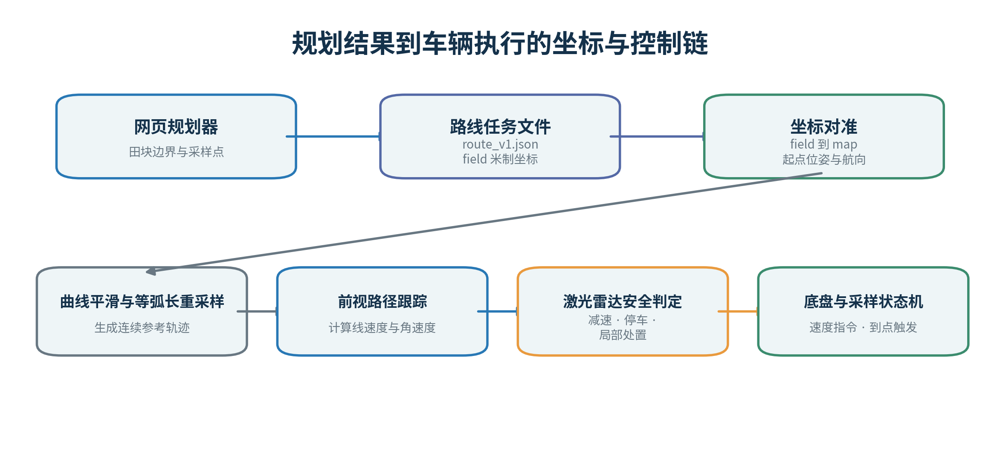 规划结果到车辆执行的坐标与控制链
网页规划器
田块边界与采样点
路线任务文件
route_v1.json
field 米制坐标
坐标对准
field 到 map
起点位姿与航向
曲线平滑与等弧长重采样
生成连续参考轨迹
前视路径跟踪
计算线速度与角速度
激光雷达安全判定
减速 · 停车 ·
局部处置
底盘与采样状态机
速度指令 · 到点触发